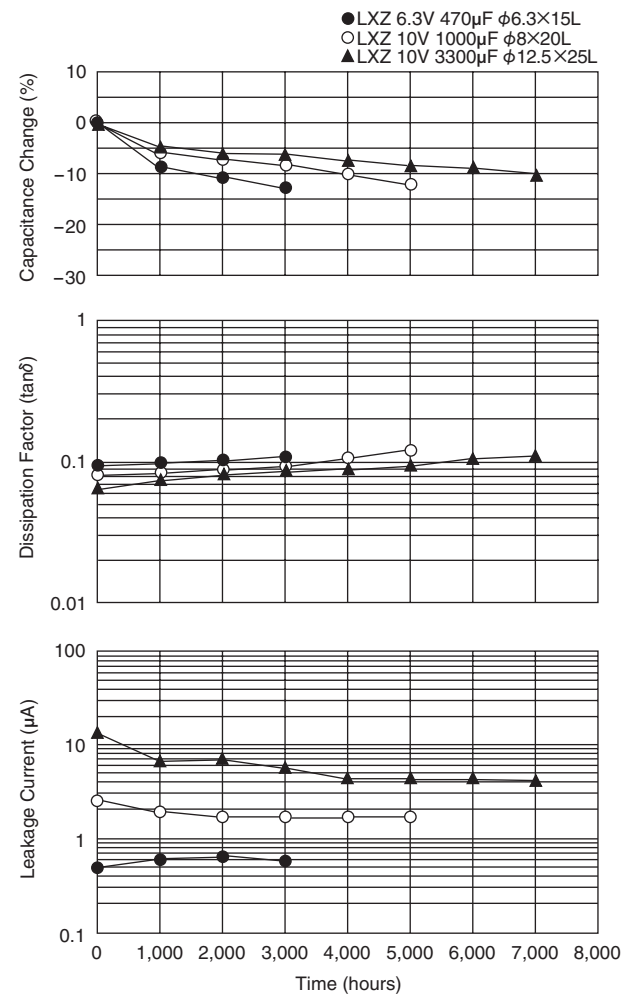 ●LXZ 6.3V 470μF φ6.3×15L
○LXZ 10V 1000μF φ8×20L
▲LXZ 10V 3300μF φ12.5×25L
Capacitance Change (%)
10
0
−10
−20
−30
Dissipation Factor (tanδ)
1
0.1
0.01
Leakage Current (μA)
100
10
1
0.1
0 1,000 2,000 3,000 4,000 5,000 6,000 7,000 8,000
Time (hours)